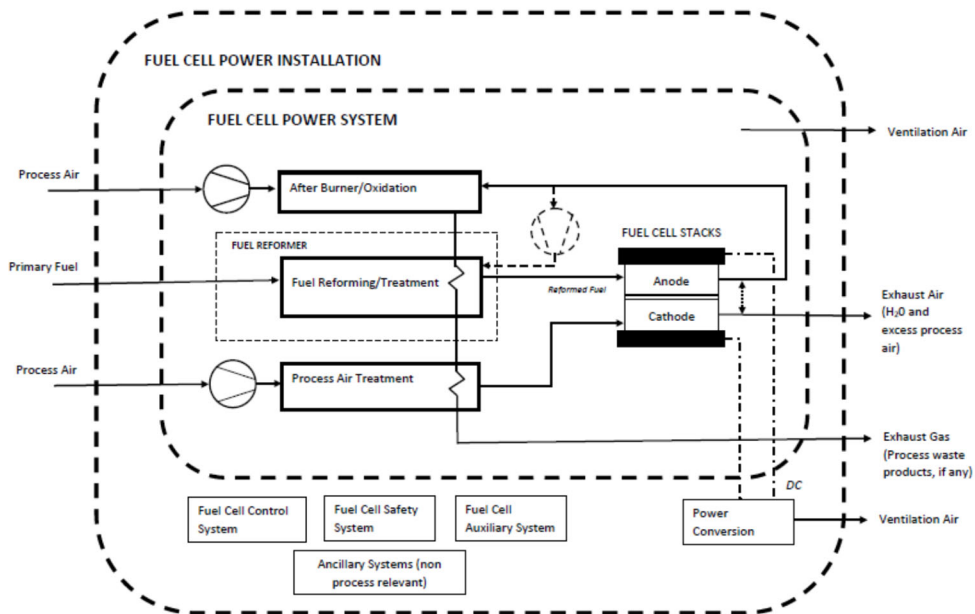 FUEL CELL POWER INSTALLATION
FUEL CELL POWER SYSTEM
Ventilation Air
Process Air
After Burner/Oxidation
FUEL CELL STACKS
FUEL REFORMER
Primary Fuel
Fuel Reforming/Treatment
Reformed Fuel
Anode
Cathode
Exhaust Air
(H₂0 and
excess process
air)
Process Air
Process Air Treatment
Exhaust Gas
(Process waste
products, if any)
DC
Fuel Cell Control
System
Fuel Cell Safety
System
Fuel Cell
Auxiliary System
Power
Conversion
Ventilation Air
Ancillary Systems (non
process relevant)